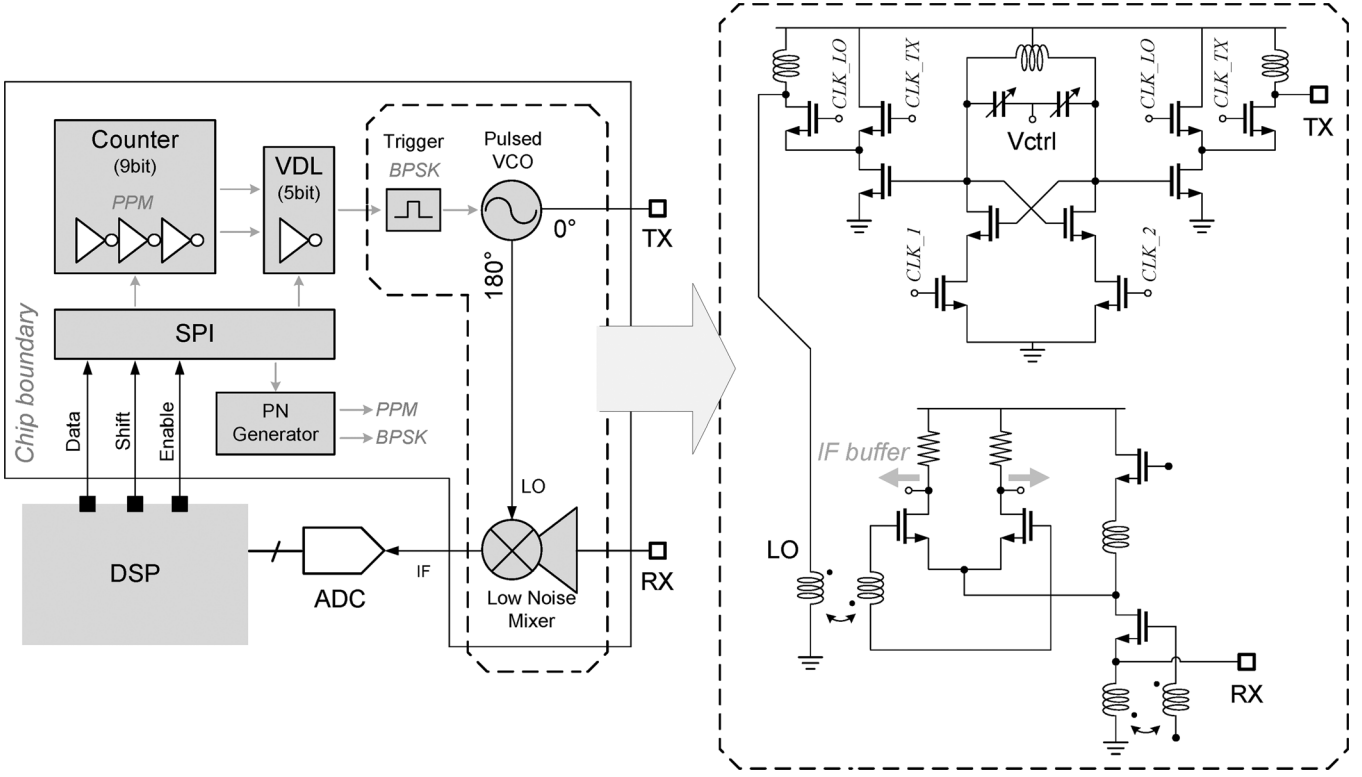 Counter
(9bit)
PPM
VDL
(5bit)
Trigger
BPSK
Pulsed
VCO
0°
TX
180°
SPI
Chip boundary
Data
Shift
Enable
PN
Generator
PPM
BPSK
DSP
ADC
IF
LO
Low Noise
Mixer
RX
CLK_LO
CLK_TX
Vctrl
CLK_LO
CLK_TX
TX
CLK_1
CLK_2
IF buffer
LO
RX